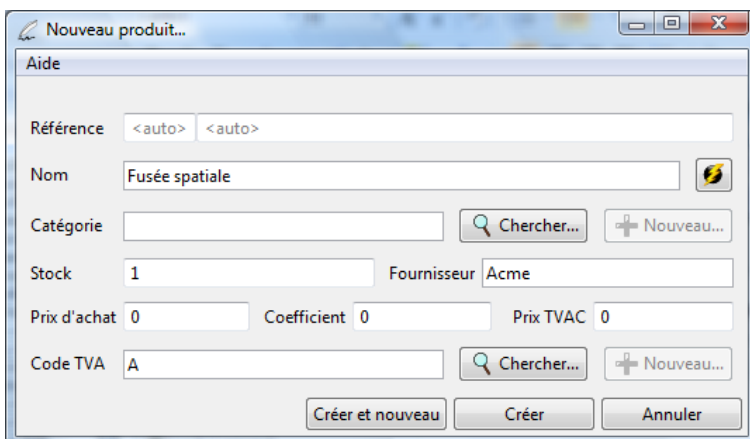 Nouveau produit...
Aide
Référence <auto> <auto>
Nom Fusée spatiale
Catégorie Chercher... Nouveau...
Stock 1 Fournisseur Acme
Prix d'achat 0 Coefficient 0 Prix TVAC 0
Code TVA A Chercher... Nouveau...
Créer et nouveau Créer Annuler